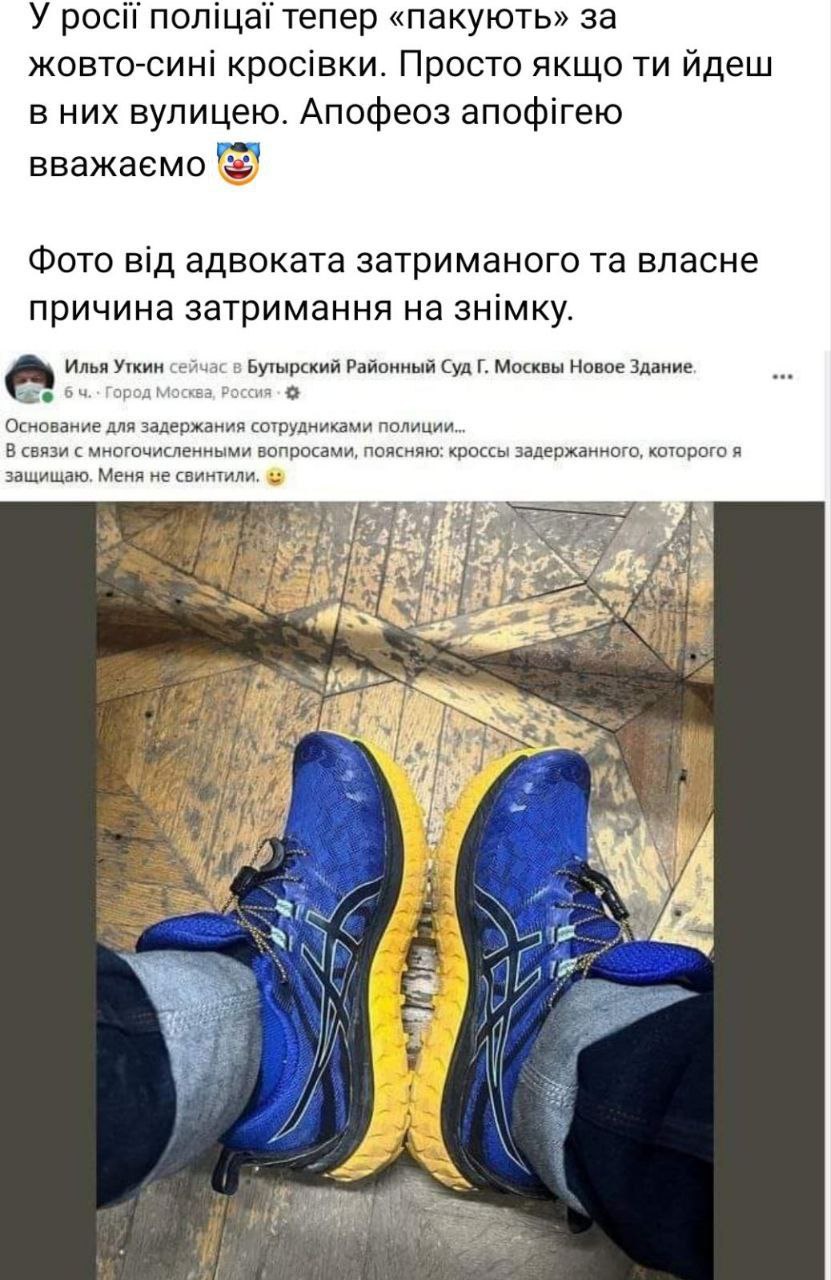 У росії поліцаї тепер «пакують» за
жовто-сині кросівки. Просто якщо ти йдеш
в них вулицею. Апофеоз апофігею
вважаємо 🤡
Фото від адвоката затриманого та власне
причина затримання на знімку.
Илья Уткин сейчас в Бутырский Районный Суд Г. Москвы Новое Здание.
6 ч. · Город Москва, Россия ·
Основание для задержания сотрудниками полиции...
В связи с многочисленными вопросами, поясняю: кроссы задержанного, которого я
защищаю. Меня не свинтили. 🙂